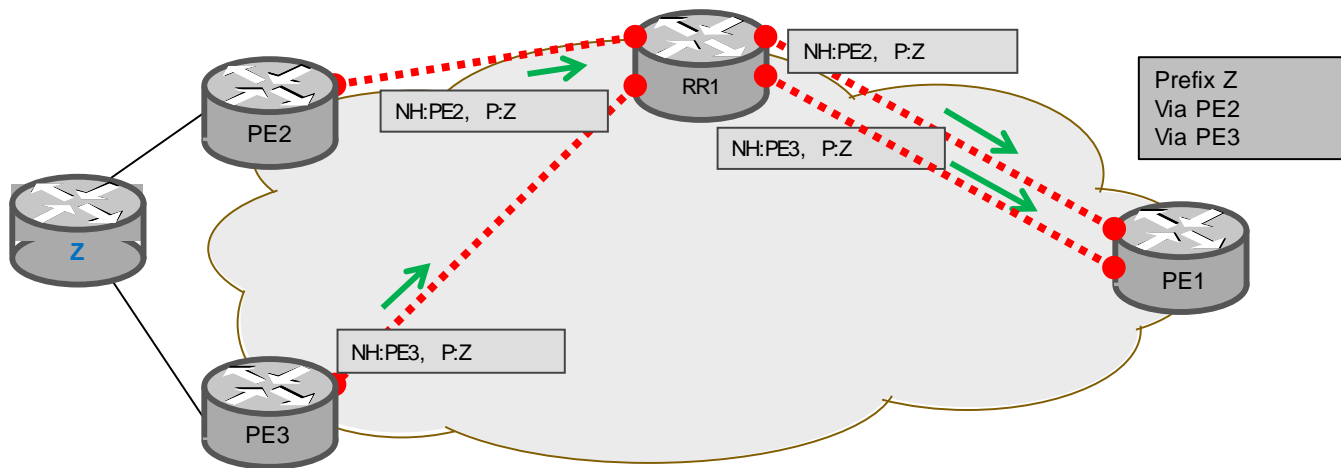 NH:PE2, P:Z
RR1
Prefix Z
Via PE2
Via PE3
PE2
NH:PE2, P:Z
NH:PE3, P:Z
Z
PE1
NH:PE3, P:Z
PE3